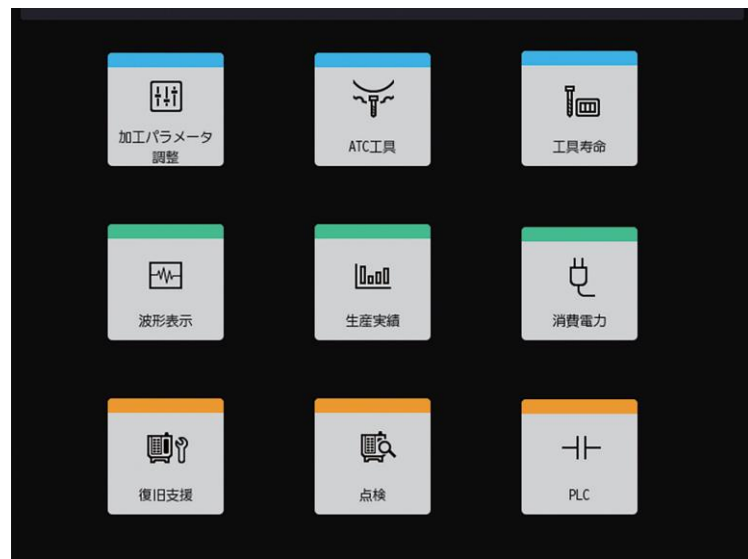 加工パラメータ
調整
ATC工具
工具寿命
波形表示
生産実績
消費電力
復旧支援
点検
PLC